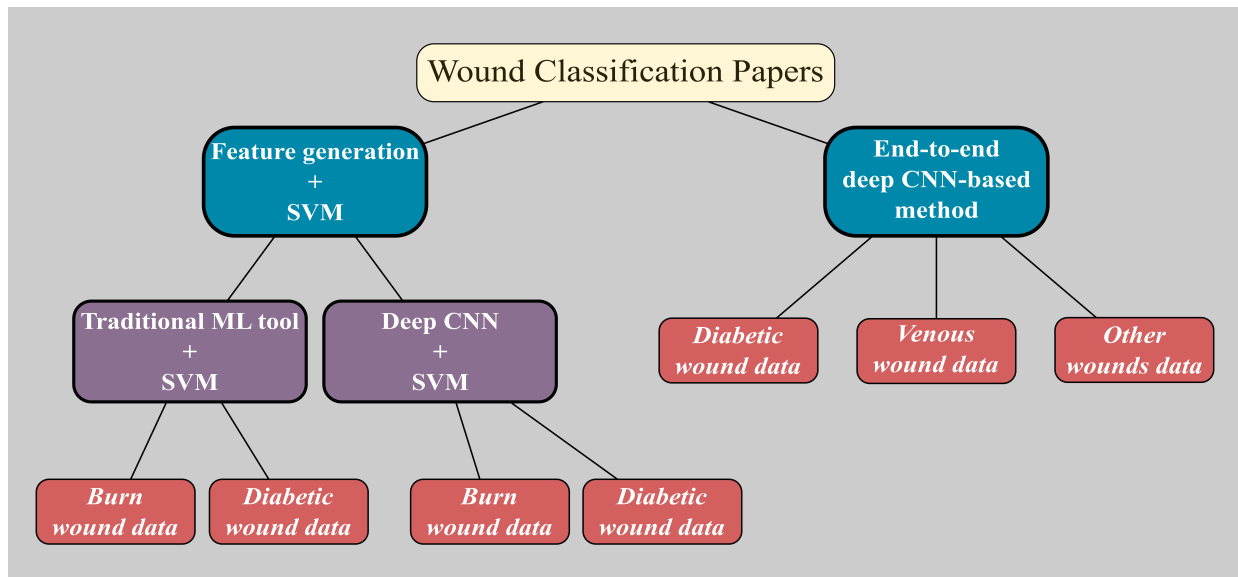 Wound Classification Papers
Feature generation
+
SVM
End-to-end
deep CNN-based
method
Traditional ML tool
+
SVM
Deep CNN
+
SVM
Diabetic
wound data
Venous
wound data
Other
wounds data
Burn
wound data
Diabetic
wound data
Burn
wound data
Diabetic
wound data